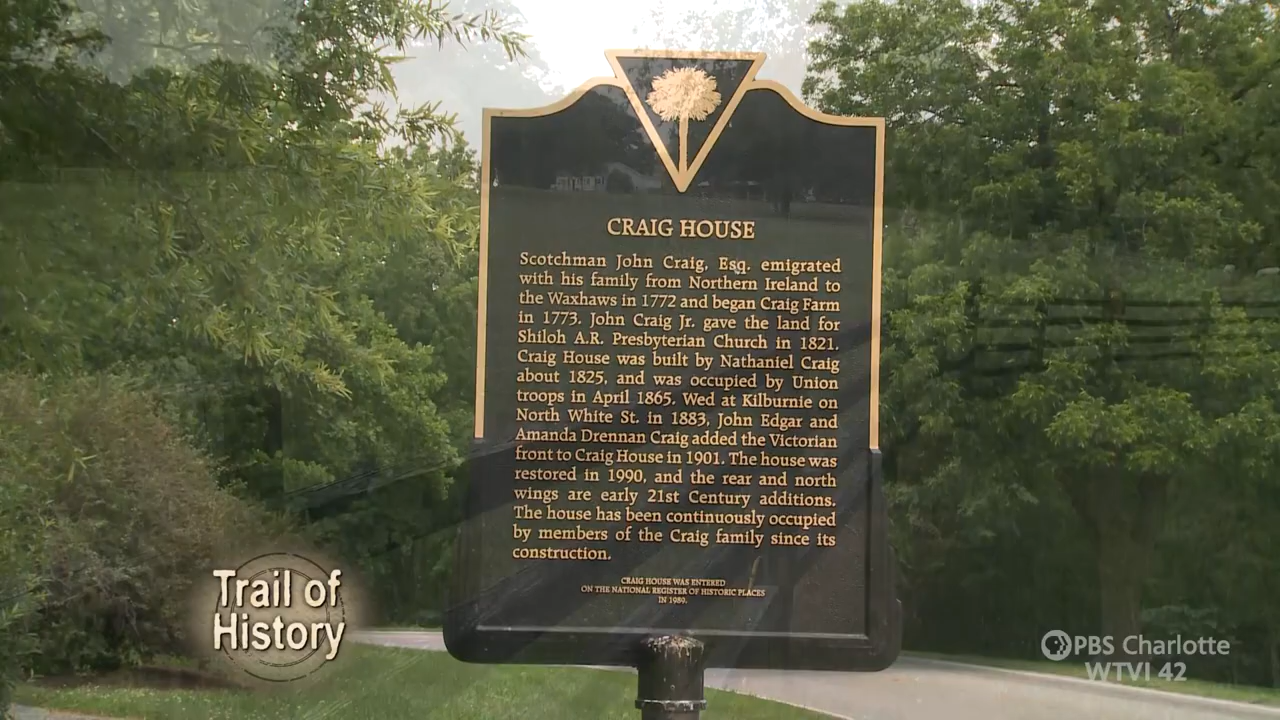 CRAIG HOUSE
Scotchman John Craig, Esq. emigrated
with his family from Northern Ireland to
the Waxhaws in 1772 and began Craig Farm
in 1773. John Craig Jr. gave the land for
Shiloh A.R. Presbyterian Church in 1821.
Craig House was built by Nathaniel Craig
about 1825, and was occupied by Union
troops in April 1865. Wed at Kilburnie on
North White St. in 1883, John Edgar and
Amanda Drennan Craig added the Victorian
front to Craig House in 1901. The house was
restored in 1990, and the rear and north
wings are early 21st Century additions.
The house has been continuously occupied
by members of the Craig family since its
construction.
CRAIG HOUSE WAS ENTERED
ON THE NATIONAL REGISTER OF HISTORIC PLACES
IN 1989.
Trail of
History
PBS Charlotte
WTVI 42